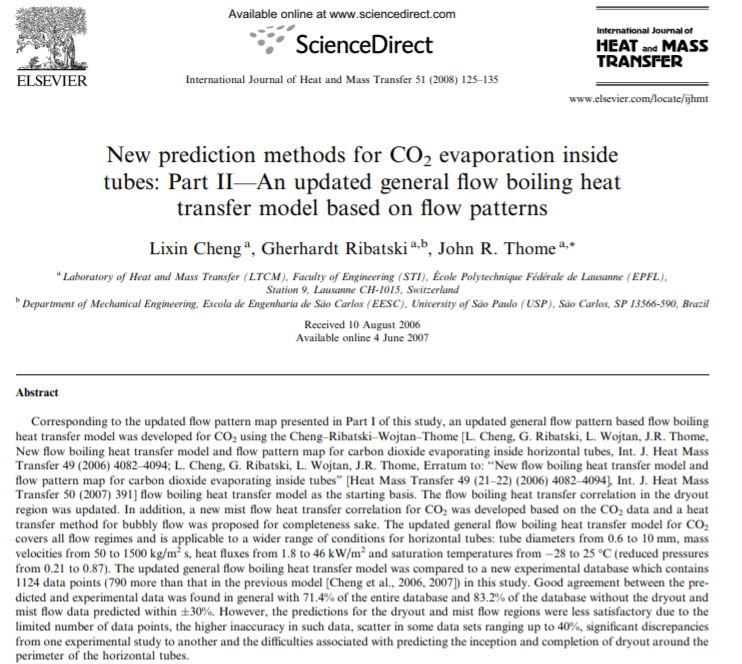 Available online at www.sciencedirect.com
ScienceDirect
ELSEVIER
International Journal of Heat and Mass Transfer 51 (2008) 125–135
International Journal of
HEAT and MASS
TRANSFER
www.elsevier.com/locate/ijhmt
New prediction methods for CO₂ evaporation inside
tubes: Part II—An updated general flow boiling heat
transfer model based on flow patterns
Lixin Cheng ᵃ, Gherhardt Ribatski ᵃ,ᵇ, John R. Thome ᵃ,*
ᵃ Laboratory of Heat and Mass Transfer (LTCM), Faculty of Engineering (STI), École Polytechnique Fédérale de Lausanne (EPFL),
Station 9, Lausanne CH-1015, Switzerland
ᵇ Department of Mechanical Engineering, Escola de Engenharia de São Carlos (EESC), University of São Paulo (USP), São Carlos, SP 13566-590, Brazil
Received 10 August 2006
Available online 4 June 2007
Abstract
Corresponding to the updated flow pattern map presented in Part I of this study, an updated general flow pattern based flow boiling
heat transfer model was developed for CO₂ using the Cheng–Ribatski–Wojtan–Thome [L. Cheng, G. Ribatski, L. Wojtan, J.R. Thome,
New flow boiling heat transfer model and flow pattern map for carbon dioxide evaporating inside horizontal tubes, Int. J. Heat Mass
Transfer 49 (2006) 4082–4094; L. Cheng, G. Ribatski, L. Wojtan, J.R. Thome, Erratum to: “New flow boiling heat transfer model and
flow pattern map for carbon dioxide evaporating inside tubes” [Heat Transfer 49 (21–22) (2006) 4082–4094], Int. J. Heat Mass
Transfer 50 (2007) 391] flow boiling heat transfer model as the starting basis. The flow boiling heat transfer correlation in the dryout
region was updated. In addition, a new mist flow heat transfer correlation for CO₂ was developed based on the CO₂ data and a heat
transfer method for bubbly flow was proposed for completeness sake. The updated general flow boiling heat transfer model for CO₂
covers all flow regimes and is applicable to a wider range of conditions for horizontal tubes: tube diameters from 0.6 to 10 mm, mass
velocities from 50 to 1500 kg/m² s, heat fluxes from 1.8 to 46 kW/m² and saturation temperatures from −28 to 25 °C (reduced pressures
from 0.21 to 0.87). The updated general flow boiling heat transfer model was compared to a new experimental database which contains
1124 data points (790 more than that in the previous model [Cheng et al., 2006, 2007]) in this study. Good agreement between the pre-
dicted and experimental data was found in general with 71.4% of the entire database and 83.2% of the database without the dryout and
mist flow data predicted within ±30%. However, the predictions for the dryout and mist flow regions were less satisfactory due to the
limited number of data points, the higher inaccuracy in such data, scatter in some data sets ranging up to 40%, significant discrepancies
from one experimental study to another and the difficulties associated with predicting the inception and completion of dryout around the
perimeter of the horizontal tubes.